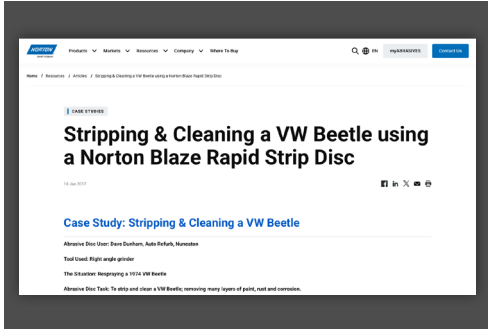 NORTON
Products Markets Resources Company Where To Buy EN myABRASIVES Contact Us
Home / Resources / Articles / Stripping & Cleaning a VW Beetle using a Norton Blaze Rapid Strip Disc
CASE STUDIES
Stripping & Cleaning a VW Beetle using
a Norton Blaze Rapid Strip Disc
Case Study: Stripping & Cleaning a VW Beetle
Abrasive Disc User: Dave Dunham, Auto Refurb, Nuneaton
Tool Used: Right angle grinder
The Situation: Respraying a 1974 VW Beetle
Abrasive Disc Task: To strip and clean a VW Beetle; removing many layers of paint, rust and corrosion.